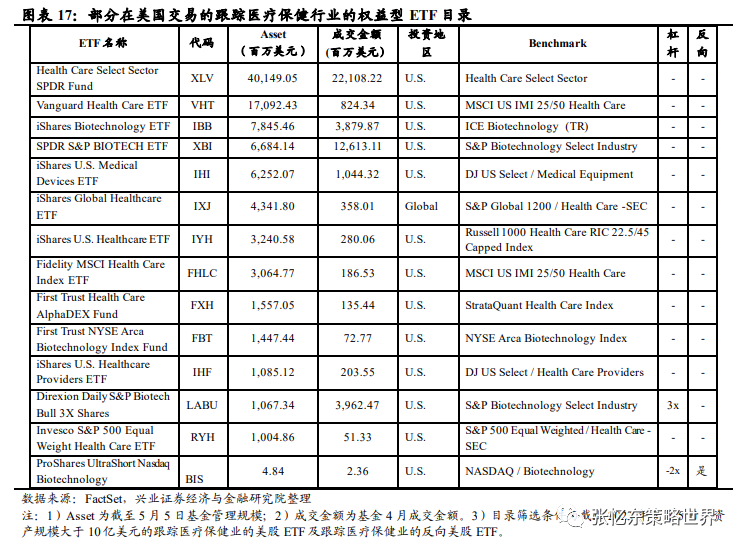 图表 17：部分在美国交易的跟踪医疗保健行业的权益型 ETF 目录
ETF 名称 代码 Asset（百万美元） 成交金额（百万美元） 投资地区 Benchmark 杠杆 反向
Health Care Select Sector SPDR Fund XLV 40,149.05 22,108.22 U.S. Health Care Select Sector - -
Vanguard Health Care ETF VHT 17,092.43 824.34 U.S. MSCI US IMI 25/50 Health Care - -
iShares Biotechnology ETF IBB 7,845.46 3,879.87 U.S. ICE Biotechnology (TR) - -
SPDR S&P BIOTECH ETF XBI 6,684.14 12,613.11 U.S. S&P Biotechnology Select Industry - -
iShares U.S. Medical Devices ETF IHI 6,252.07 1,044.32 U.S. DJ US Select / Medical Equipment - -
iShares Global Healthcare ETF IXJ 4,341.80 358.01 Global S&P Global 1200 / Health Care -SEC - -
iShares U.S. Healthcare ETF IYH 3,240.58 280.06 U.S. Russell 1000 Health Care RIC 22.5/45 Capped Index - -
Fidelity MSCI Health Care Index ETF FHLC 3,064.77 186.53 U.S. MSCI US IMI 25/50 Health Care - -
First Trust Health Care AlphaDEX Fund FXH 1,557.05 135.44 U.S. StrataQuant Health Care Index - -
First Trust NYSE Arca Biotechnology Index Fund FBT 1,447.44 72.77 U.S. NYSE Arca Biotechnology Index - -
iShares U.S. Healthcare Providers ETF IHF 1,085.12 203.55 U.S. DJ US Select / Health Care Providers - -
Direxion Daily S&P Biotech Bull 3X Shares LABU 1,067.34 3,962.47 U.S. S&P Biotechnology Select Industry 3x -
Invesco S&P 500 Equal Weight Health Care ETF RYH 1,004.86 51.33 U.S. S&P 500 Equal Weighted / Health Care - SEC - -
ProShares UltraShort Nasdaq Biotechnology BIS 4.84 2.36 U.S. NASDAQ / Biotechnology -2x 是
数据来源：FactSet，兴业证券经济与金融研究院整理
注：1）Asset 为截至 5 月 5 日基金管理规模；2）成交金额为基金 4 月成交金额。3）目录筛选条
产规模大于 10 亿美元的跟踪医疗保健业的美股 ETF 及跟踪医疗保健业的反向美股 ETF。
张忆东策略世界